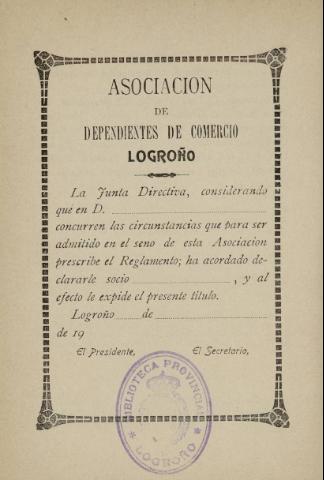 ASOCIACION
DE
DEPENDIENTES DE COMERCIO
LOGROÑO
La Junta Directiva, considerando
que en D.
concurren las circunstancias que para ser
admitido en el seno de esta Asociacion
prescribe el Reglamento; ha acordado de-
clararle socio , y al
efecto le expide el presente título.
Logroño de
de 19
El Presidente, El Secretario,
BIBLIOTECA PROVINCIAL
* LOGROÑO *